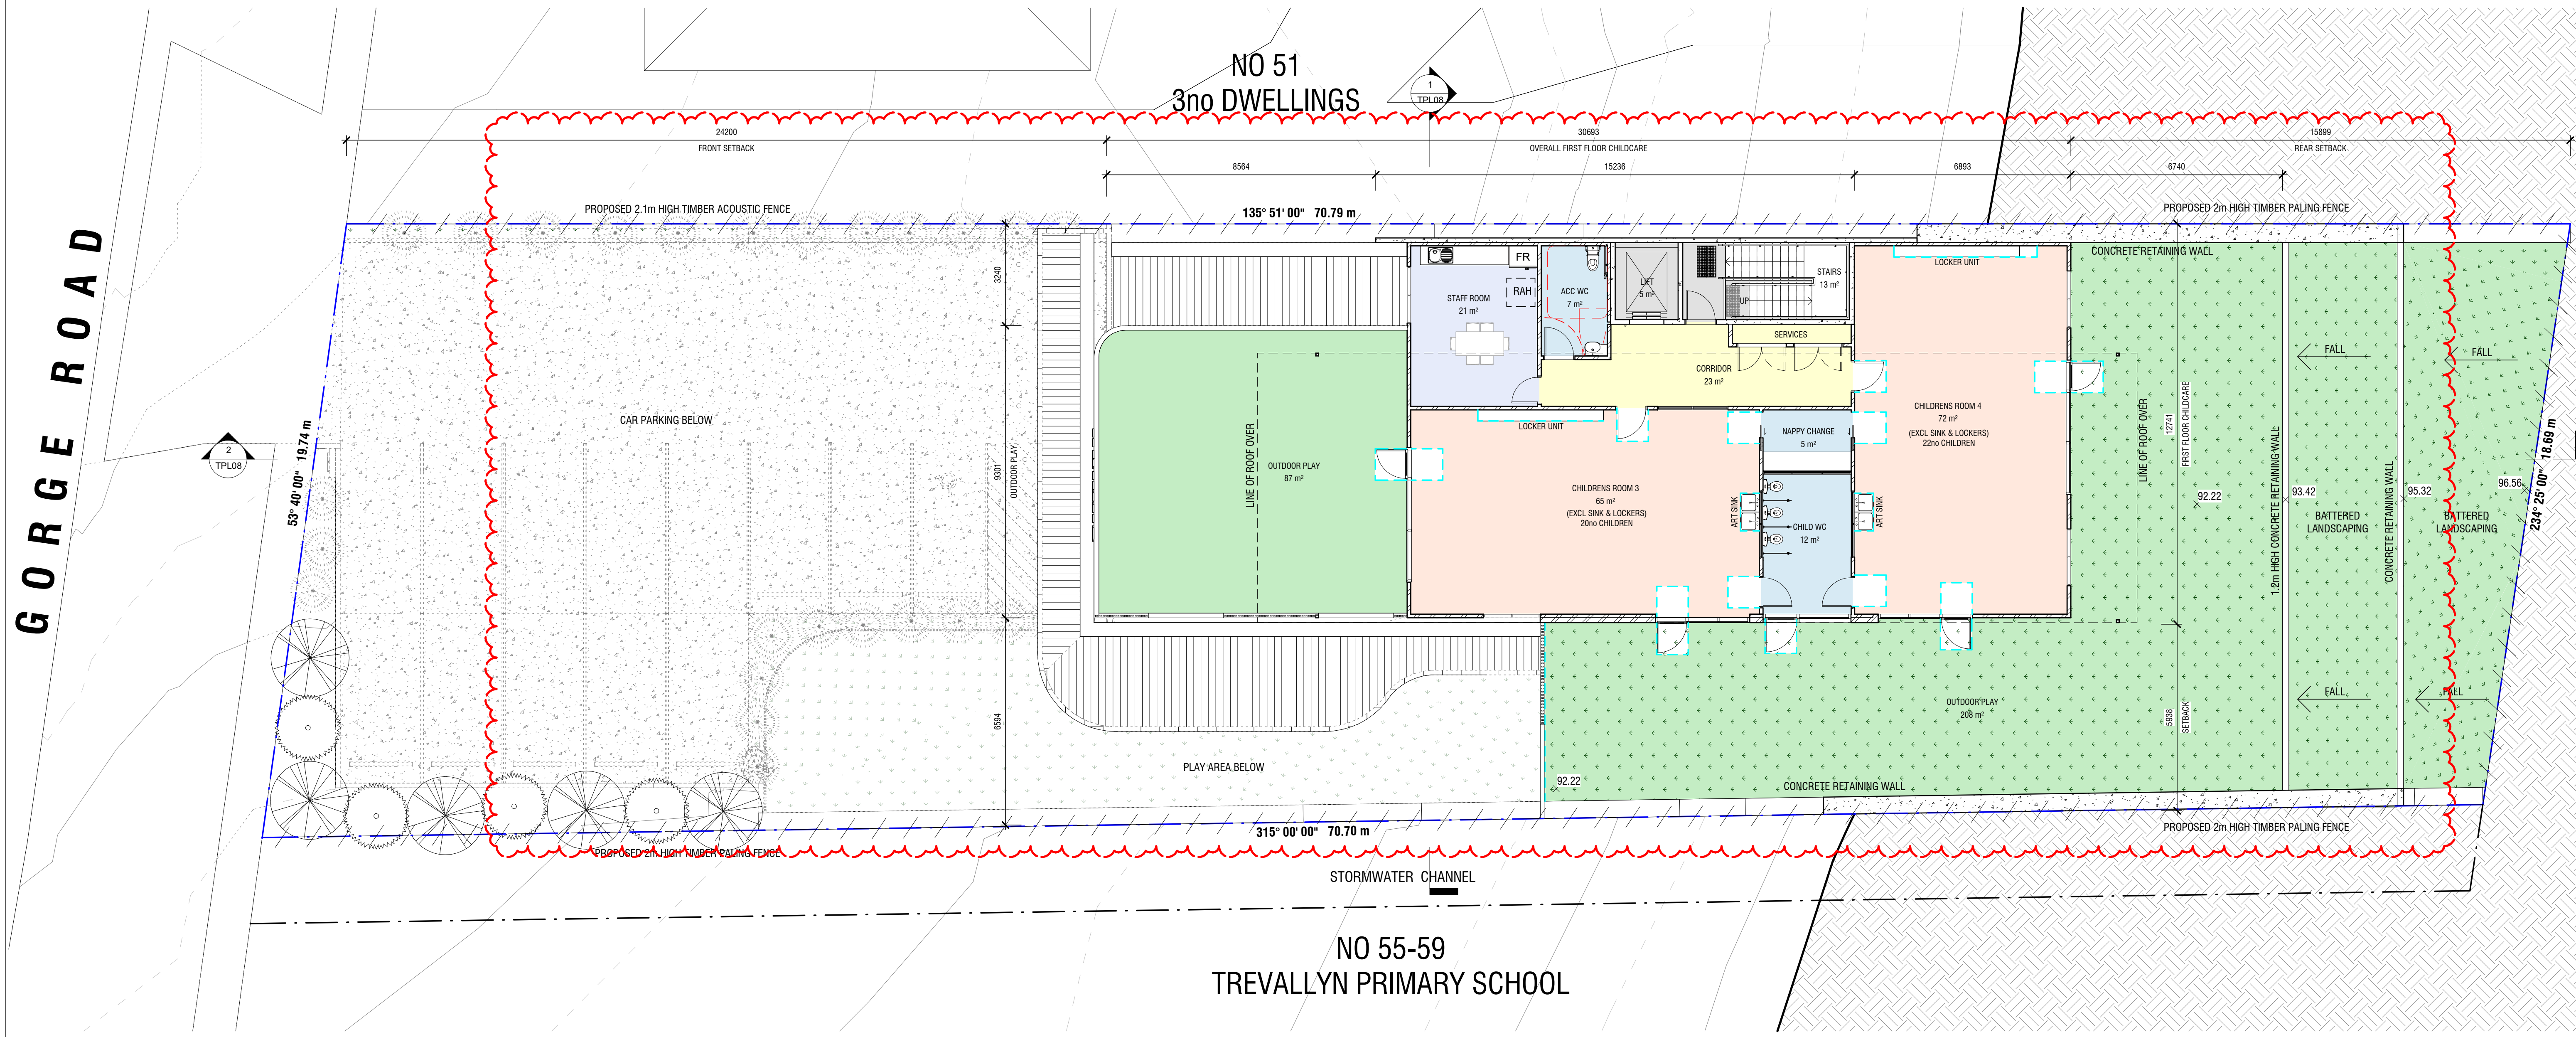 NO 51
3no DWELLINGS
1
TPL08
24200
FRONT SETBACK
30693
OVERALL FIRST FLOOR CHILDCARE
15899
REAR SETBACK
8564
15236
6893
6740
PROPOSED 2.1m HIGH TIMBER ACOUSTIC FENCE
135° 51' 00"   70.79 m
PROPOSED 2m HIGH TIMBER PALING FENCE
GORGE ROAD
53° 40' 00"   19.74 m
2
TPL08
CAR PARKING BELOW
3240
9301
OUTDOOR PLAY
6594
LINE OF ROOF OVER
OUTDOOR PLAY
87 m²
STAFF ROOM
21 m²
FR
RAH
ACC WC
7 m²
LIFT
5 m²
STAIRS
13 m²
UP
SERVICES
CORRIDOR
23 m²
LOCKER UNIT
LOCKER UNIT
CHILDRENS ROOM 3
65 m²
(EXCL SINK & LOCKERS)
20no CHILDREN
NAPPY CHANGE
5 m²
ART SINK
CHILD WC
12 m²
ART SINK
CHILDRENS ROOM 4
72 m²
(EXCL SINK & LOCKERS)
22no CHILDREN
CONCRETE RETAINING WALL
LINE OF ROOF OVER
12741
FIRST FLOOR CHILDCARE
92.22
5938
SETBACK
1.2m HIGH CONCRETE RETAINING WALL
93.42
FALL
FALL
BATTERED
LANDSCAPING
CONCRETE RETAINING WALL
95.32
96.56
BATTERED
LANDSCAPING
FALL
FALL
234° 25' 00"   18.69 m
OUTDOOR PLAY
208 m²
PLAY AREA BELOW
92.22
CONCRETE RETAINING WALL
315° 00' 00"   70.70 m
PROPOSED 2m HIGH TIMBER PALING FENCE
PROPOSED 2m HIGH TIMBER PALING FENCE
STORMWATER CHANNEL
NO 55-59
TREVALLYN PRIMARY SCHOOL